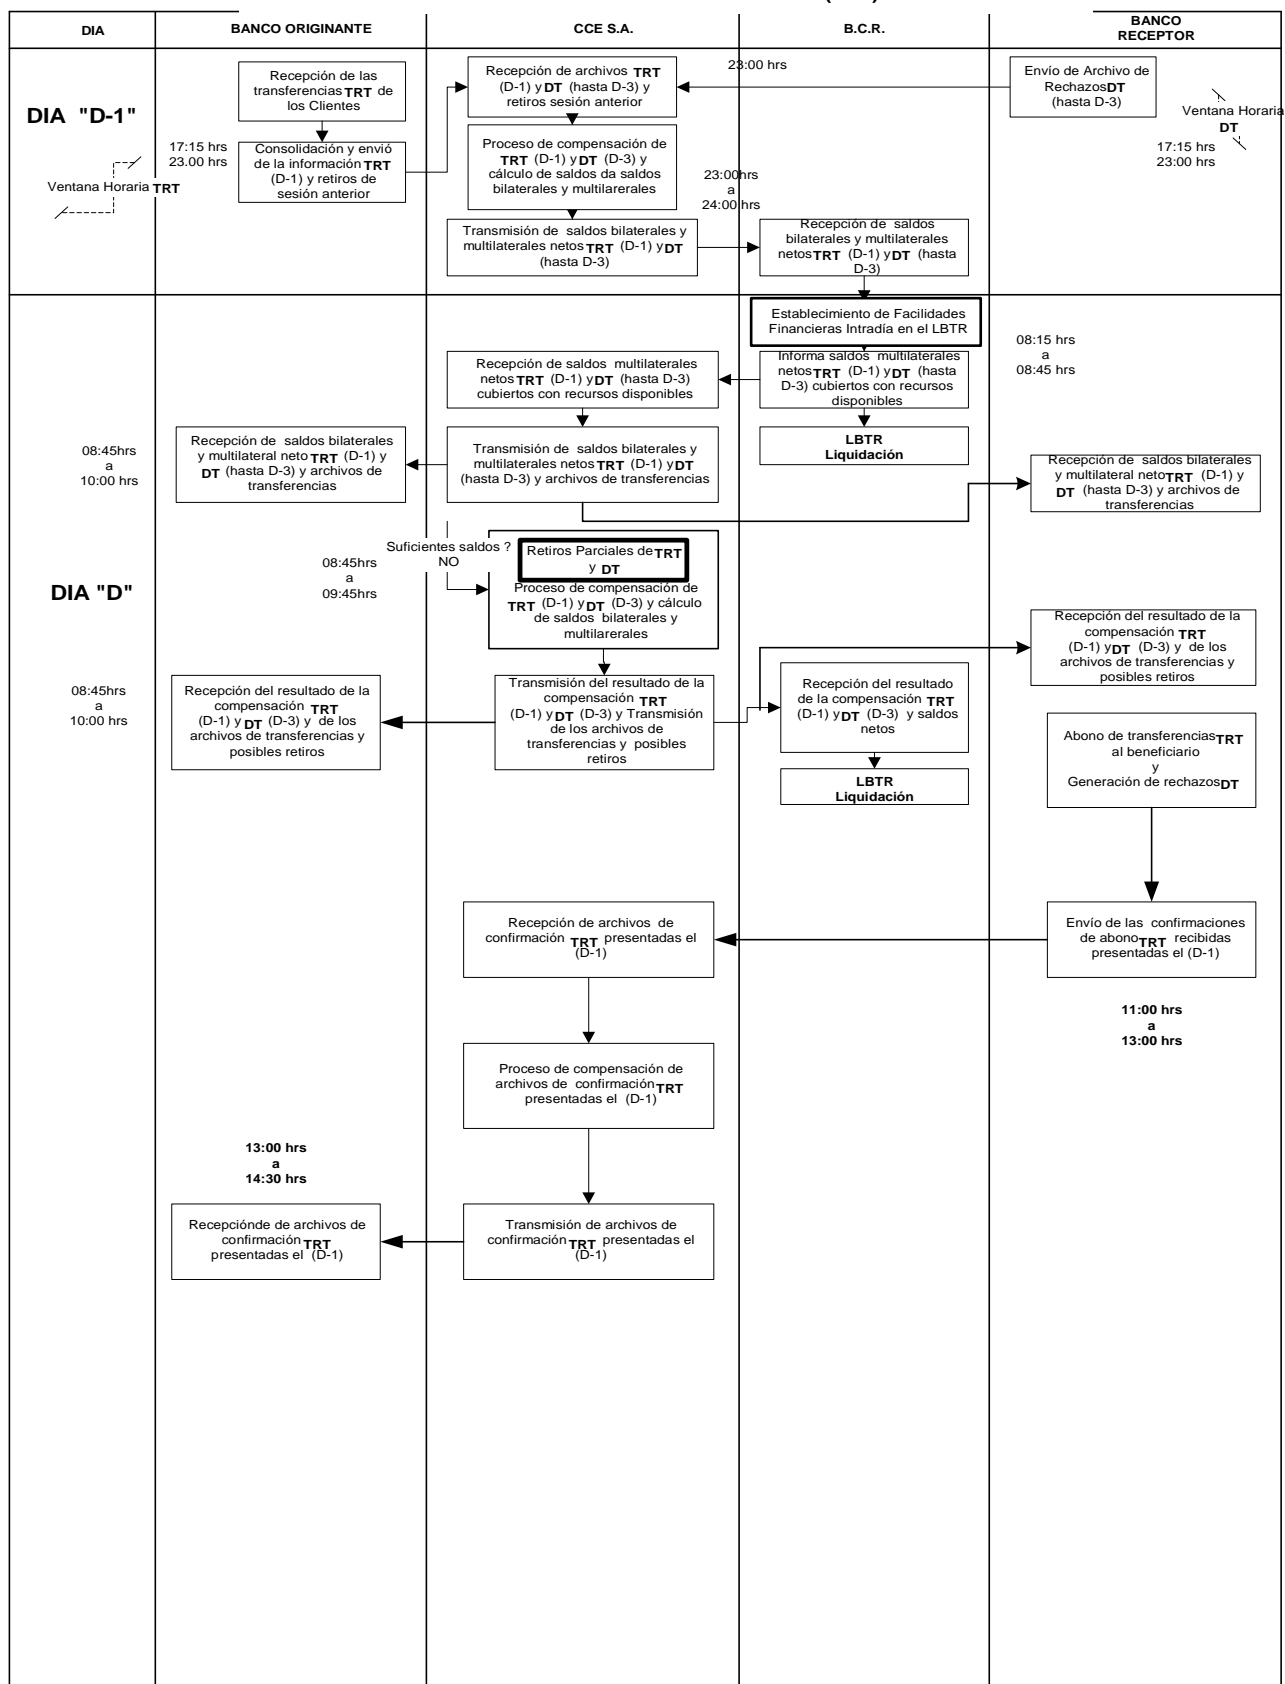 DIA
BANCO ORIGINANTE
CCE S.A.
B.C.R.
BANCO
RECEPTOR
DIA "D-1"
Recepción de las
transferencias TRT de
los Clientes
17:15 hrs
23.00 hrs
Ventana Horaria TRT
Consolidación y envió
de la información TRT
(D-1) y retiros de
sesión anterior
Recepción de archivos TRT
(D-1) y DT (hasta D-3) y
retiros sesión anterior
Proceso de compensación de
TRT (D-1) y DT (D-3) y
cálculo de saldos da saldos
bilaterales y multilarerales
Transmisión de saldos bilaterales y
multilaterales netos TRT (D-1) y DT
(hasta D-3)
23:00 hrs
23:00hrs
a
24:00 hrs
Recepción de saldos
bilaterales y multilaterales
netos TRT (D-1) y DT (hasta
D-3)
Envío de Archivo de
Rechazos DT
(hasta D-3)
Ventana Horaria
DT
17:15 hrs
23:00 hrs
Establecimiento de Facilidades
Financieras Intradía en el LBTR
08:15 hrs
a
08:45 hrs
Recepción de saldos multilaterales
netos TRT (D-1) y DT (hasta D-3)
cubiertos con recursos disponibles
Informa saldos multilaterales
netos TRT (D-1) y DT (hasta
D-3) cubiertos con recursos
disponibles
LBTR
Liquidación
08:45hrs
a
10:00 hrs
Recepción de saldos bilaterales
y multilateral neto TRT (D-1) y
DT (hasta D-3) y archivos de
transferencias
Transmisión de saldos bilaterales y
multilaterales netos TRT (D-1) y DT
(hasta D-3) y archivos de transferencias
Recepción de saldos bilaterales
y multilateral neto TRT (D-1) y
DT (hasta D-3) y archivos de
transferencias
Suficientes saldos ?
NO
08:45hrs
a
09:45hrs
DIA "D"
Retiros Parciales de TRT
y DT
Proceso de compensación de
TRT (D-1) y DT (D-3) y cálculo
de saldos bilaterales y
multilarerales
Recepción del resultado de la
compensación TRT
(D-1) y DT (D-3) y de los
archivos de transferencias y
posibles retiros
08:45hrs
a
10:00 hrs
Recepción del resultado de la
compensación TRT
(D-1) y DT (D-3) y de los
archivos de transferencias y
posibles retiros
Transmisión del resultado de la
compensación TRT
(D-1) y DT (D-3) y Transmisión
de los archivos de
transferencias y posibles
retiros
Recepción del resultado
de la compensación TRT
(D-1) y DT (D-3) y saldos
netos
LBTR
Liquidación
Abono de transferencias TRT
al beneficiario
y
Generación de rechazos DT
Recepción de archivos de
confirmación TRT presentadas el
(D-1)
Envío de las confirmaciones
de abono TRT recibidas
presentadas el (D-1)
11:00 hrs
a
13:00 hrs
Proceso de compensación de
archivos de confirmación TRT
presentadas el (D-1)
13:00 hrs
a
14:30 hrs
Recepciónde de archivos de
confirmación TRT
presentadas el (D-1)
Transmisión de archivos de
confirmación TRT presentadas el
(D-1)